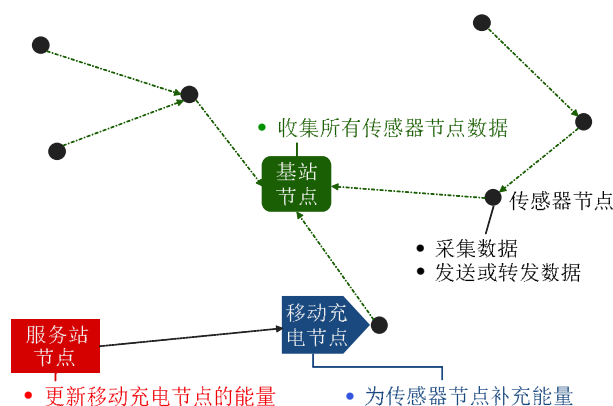 • 收集所有传感器节点数据
基站
节点
传感器节点
• 采集数据
• 发送或转发数据
移动充
电节点
服务站
节点
• 更新移动充电节点的能量
• 为传感器节点补充能量